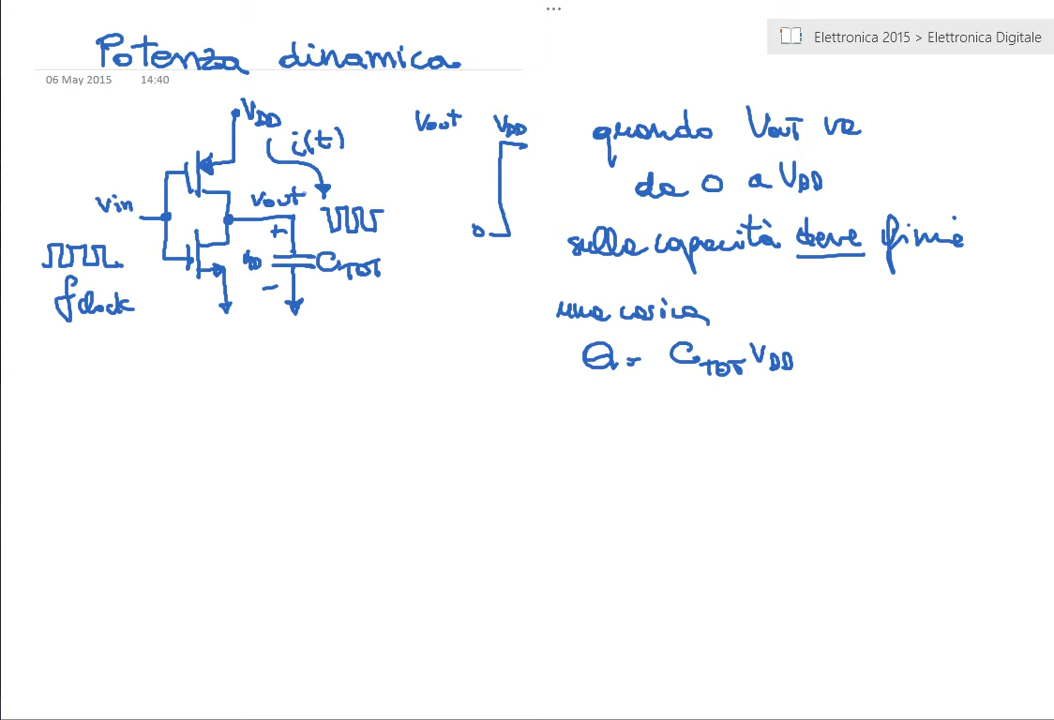 Elettronica 2015 > Elettronica Digitale
Potenza dinamica
06 May 2015 14:40
VDD
i(t)
Vin
Vout
+
CTOT
-
fclock
Vout VDD
0
quando Vout va
da 0 a VDD
sulla capacità deve finire
una carica
Q = CTOT VDD